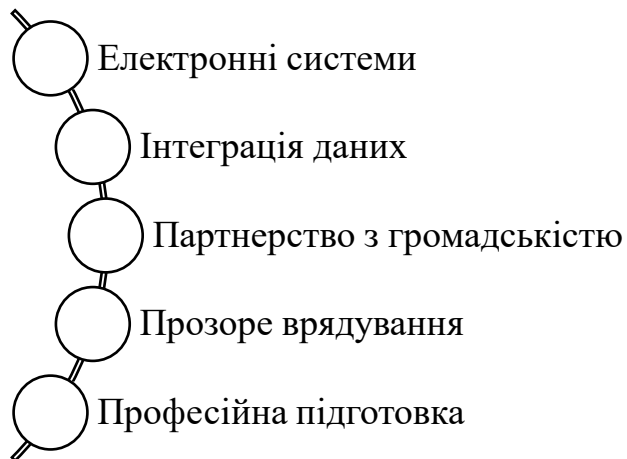 Електронні системи
Інтеграція даних
Партнерство з громадськістю
Прозоре врядування
Професійна підготовка